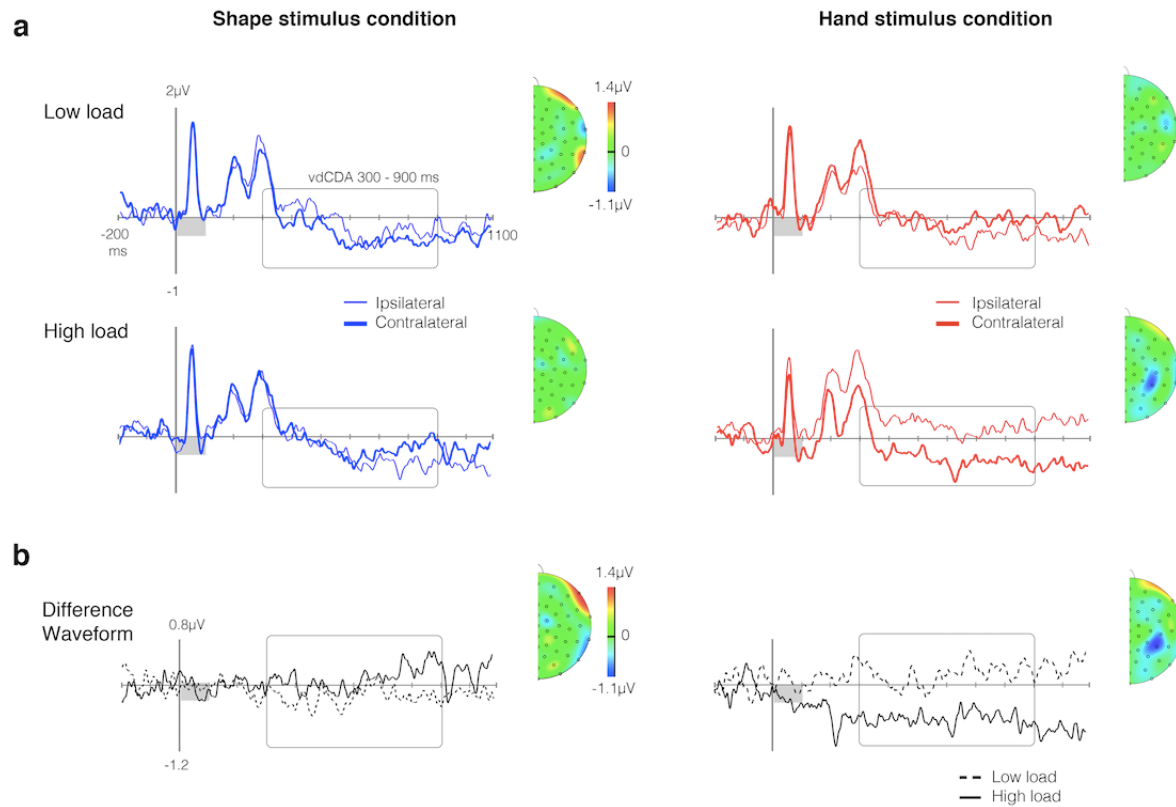 Shape stimulus condition
Hand stimulus condition
a
Low load
2µV
1.4µV
0
-1.1µV
vdCDA 300 - 900 ms
-200
ms
1100
-1
Ipsilateral
Contralateral
Ipsilateral
Contralateral
High load
b
Difference
Waveform
0.8µV
1.4µV
0
-1.1µV
-1.2
Low load
High load